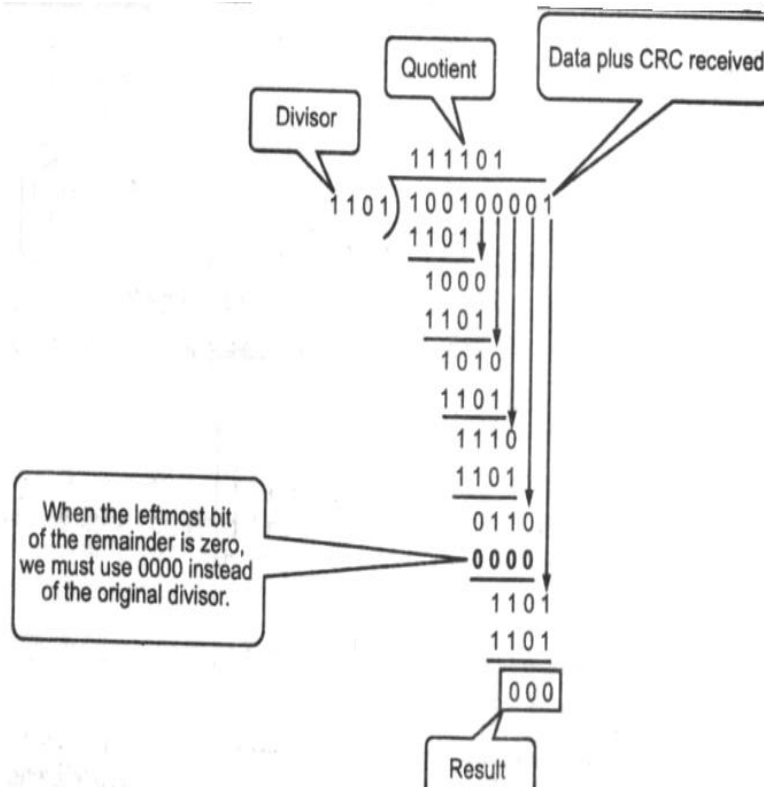 Data plus CRC received
Quotient
Divisor
111101
1101 100100001
1101
1000
1101
1010
1101
1110
1101
0110
When the leftmost bit
of the remainder is zero,
we must use 0000 instead
of the original divisor.
0000
1101
1101
000
Result